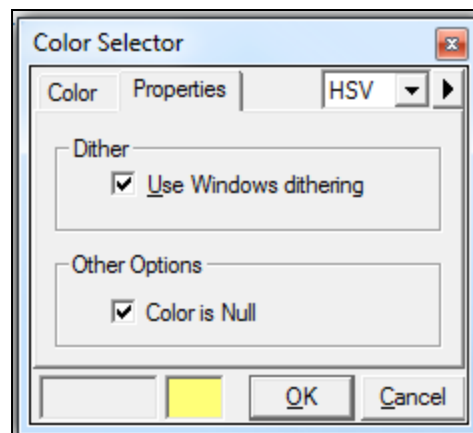 Color Selector
Color Properties HSV
Dither
Use Windows dithering
Other Options
Color is Null
OK Cancel